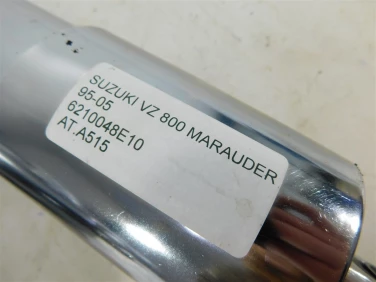 SUZUKI VZ 800 MARAUDER
95-05
6210048E10
AT.A515